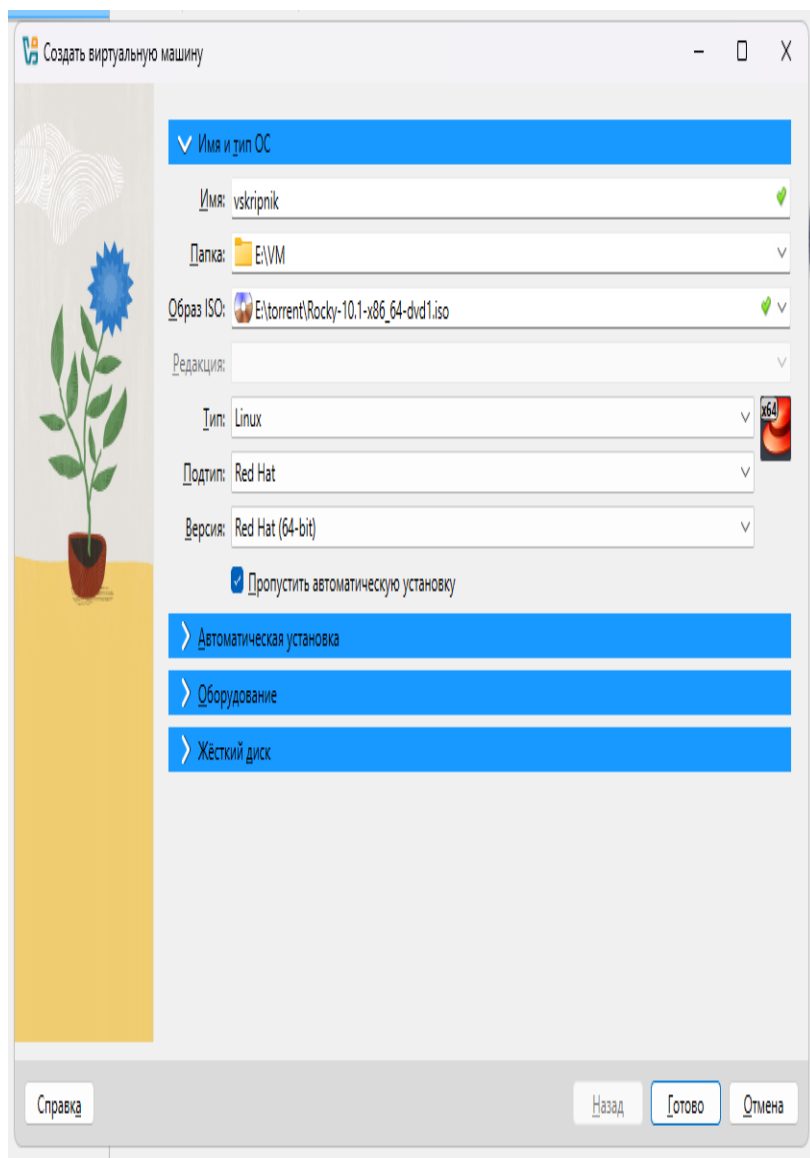 Создать виртуальную машину
Имя и тип ОС
Имя: vskripnik
Папка: E:\VM
Образ ISO: E:\torrent\Rocky-10.1-x86_64-dvd1.iso
Редакция:
Тип: Linux
x64
Подтип: Red Hat
Версия: Red Hat (64-bit)
Пропустить автоматическую установку
Автоматическая установка
Оборудование
Жёсткий диск
Справка Назад Готово Отмена